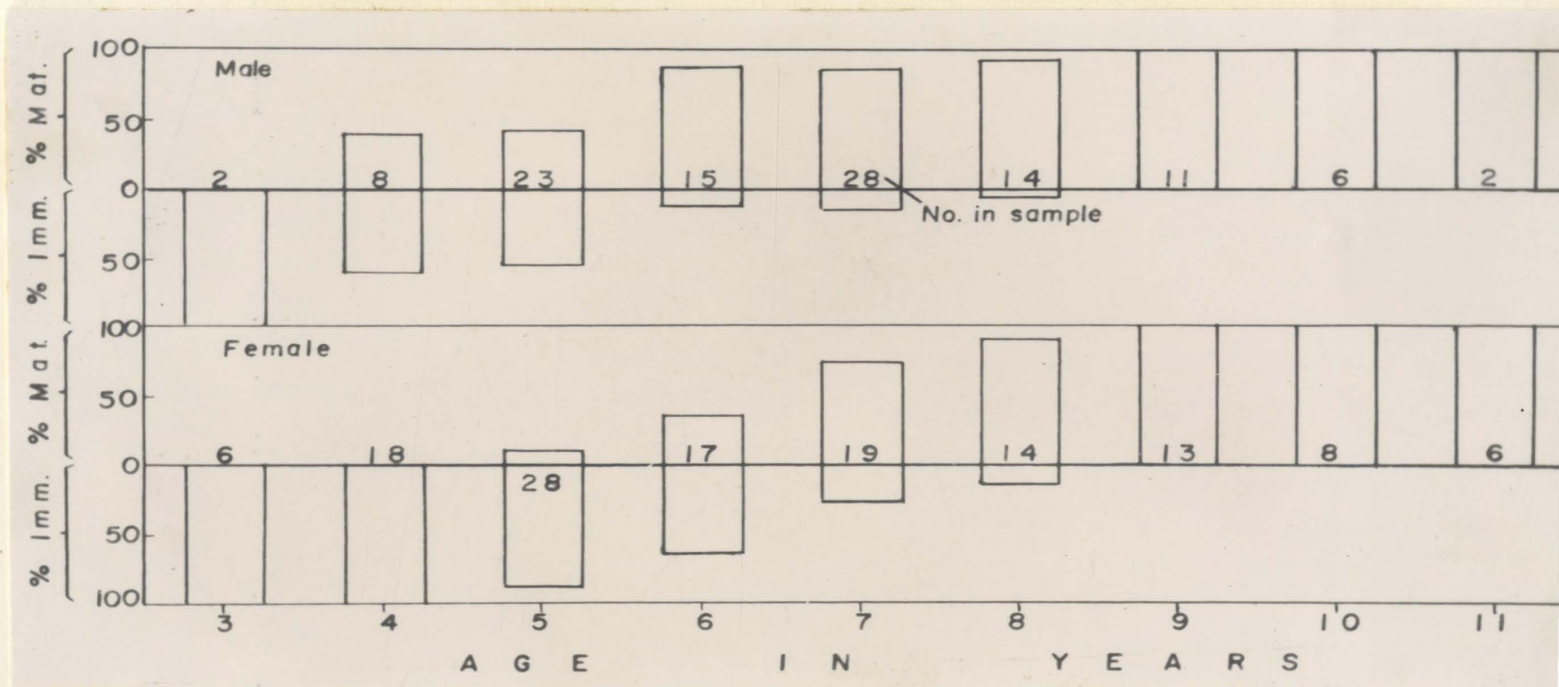 100
Male
% Mat.
50
2 8 23 15 28 14 11 6 2
0
No. in sample
% Imm.
50
100
Female
% Mat.
50
6 18 17 19 14 13 8 6
0
28
% Imm.
50
100
3 4 5 6 7 8 9 10 11
AGE IN YEARS